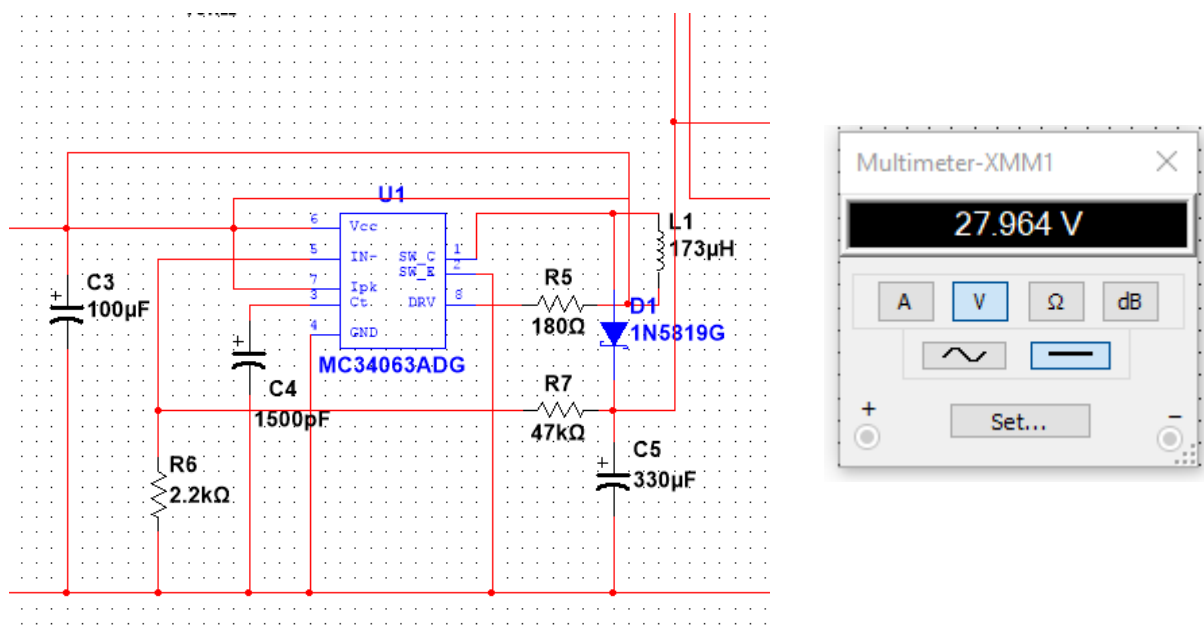 U1
6
Vcc
5
IN-
SW_C
1
SW_E
2
7
Ipk
3
Ct.
DRV
8
4
GND
MC34063ADG
C3
+
100µF
+
C4
1500pF
R6
2.2kΩ
R5
180Ω
L1
173µH
D1
1N5819G
R7
47kΩ
C5
+
330µF
Multimeter-XMM1
27.964 V
A
V
Ω
dB
+
Set...
–